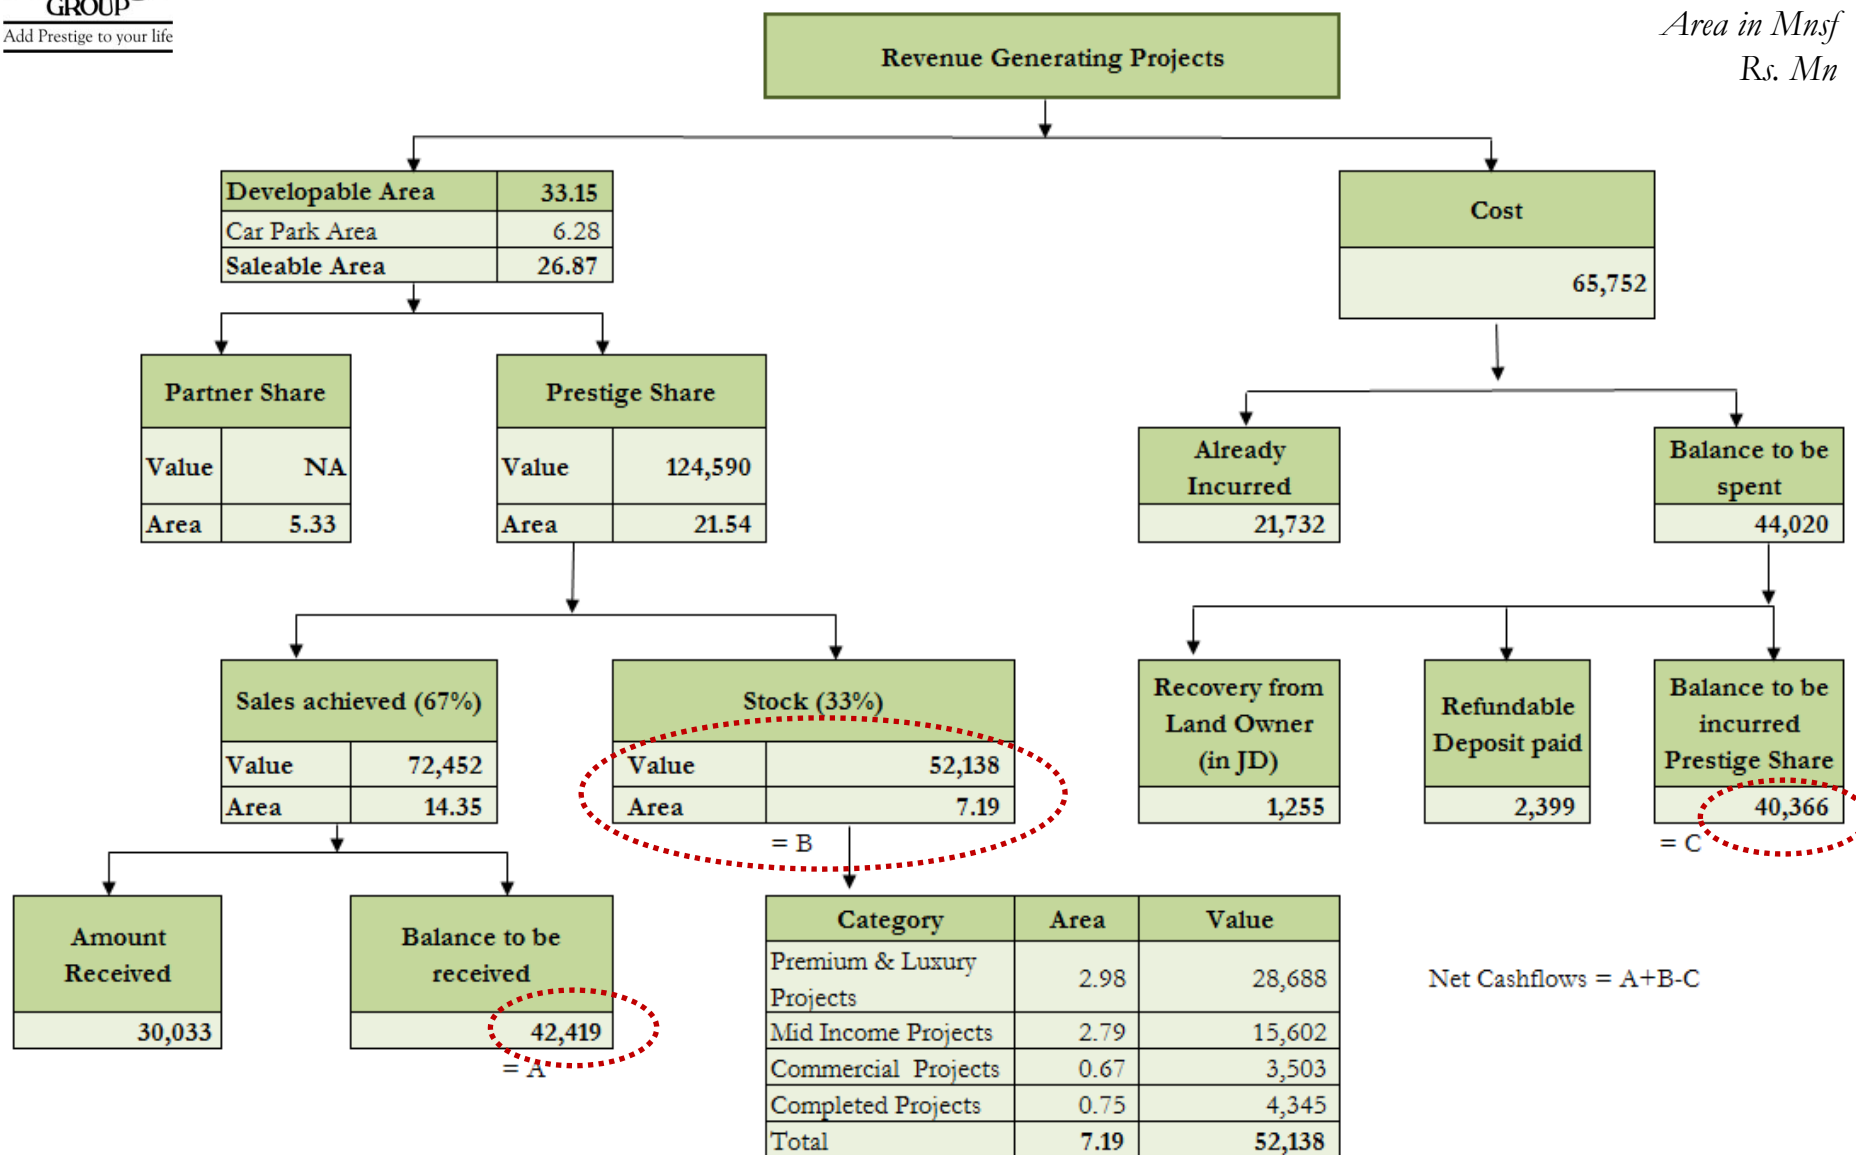 GROUP
Add Prestige to your life
Area in Mnsf
Rs. Mn
Revenue Generating Projects
Developable Area 33.15
Car Park Area 6.28
Saleable Area 26.87
Cost
65,752
Partner Share
Value NA
Area 5.33
Prestige Share
Value 124,590
Area 21.54
Already
Incurred
21,732
Balance to be
spent
44,020
Sales achieved (67%)
Value 72,452
Area 14.35
Stock (33%)
Value 52,138
Area 7.19
= B
Recovery from
Land Owner
(in JD)
1,255
Refundable
Deposit paid
2,399
Balance to be
incurred
Prestige Share
40,366
= C
Amount
Received
30,033
Balance to be
received
42,419
= A
Category Area Value
Premium & Luxury
Projects 2.98 28,688
Mid Income Projects 2.79 15,602
Commercial Projects 0.67 3,503
Completed Projects 0.75 4,345
Total 7.19 52,138
Net Cashflows = A+B-C